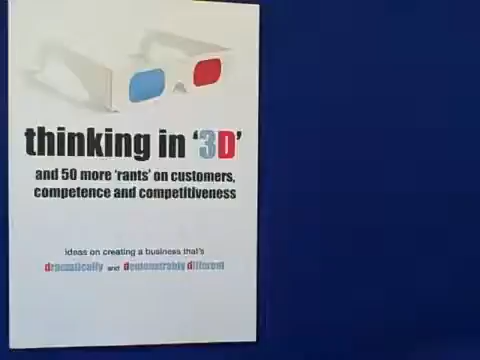 thinking in ‘3D’
and 50 more ‘rants’ on customers,
competence and competitiveness
ideas on creating a business that's
dramatically and demonstrably different